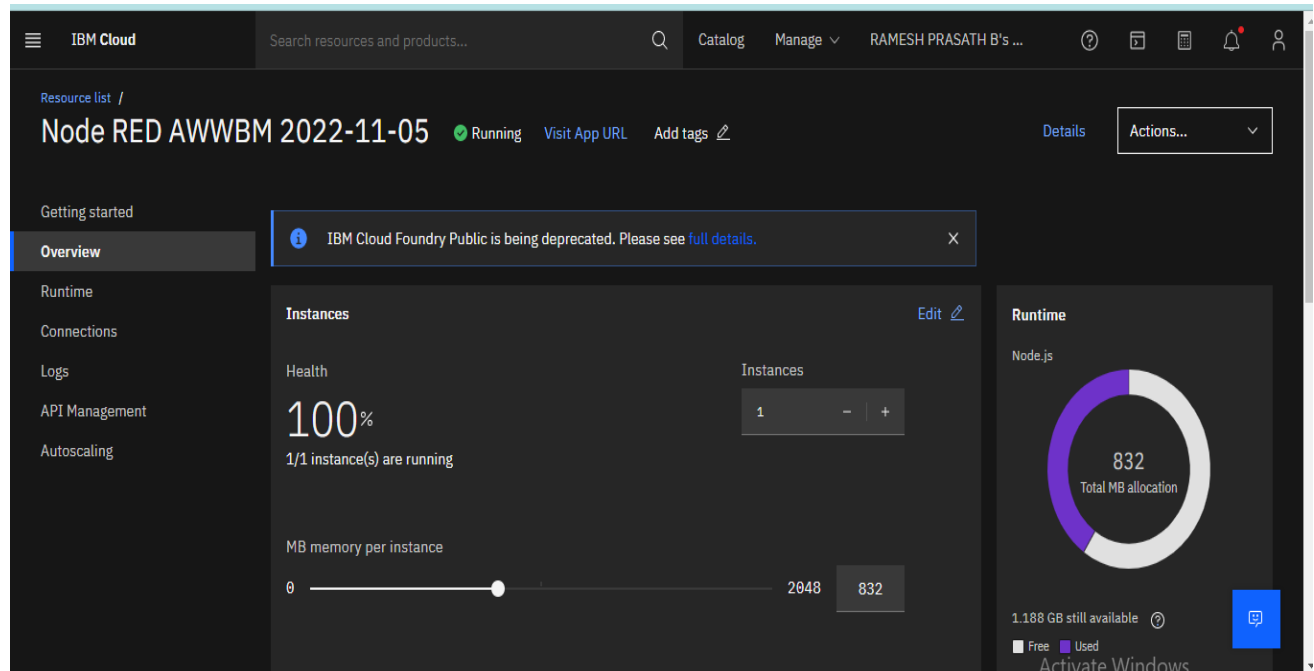 IBM Cloud
Search resources and products...
Catalog
Manage
RAMESH PRASATH B's ...
Resource list /
Node RED AWWBM 2022-11-05
Running
Visit App URL
Add tags
Details
Actions...
Getting started
Overview
Runtime
Connections
Logs
API Management
Autoscaling
IBM Cloud Foundry Public is being deprecated. Please see full details.
Instances
Edit
Health
100%
1/1 instance(s) are running
Instances
1 - +
MB memory per instance
0
2048
832
Runtime
Node.js
832
Total MB allocation
1.188 GB still available
Free
Used
Activate Windows